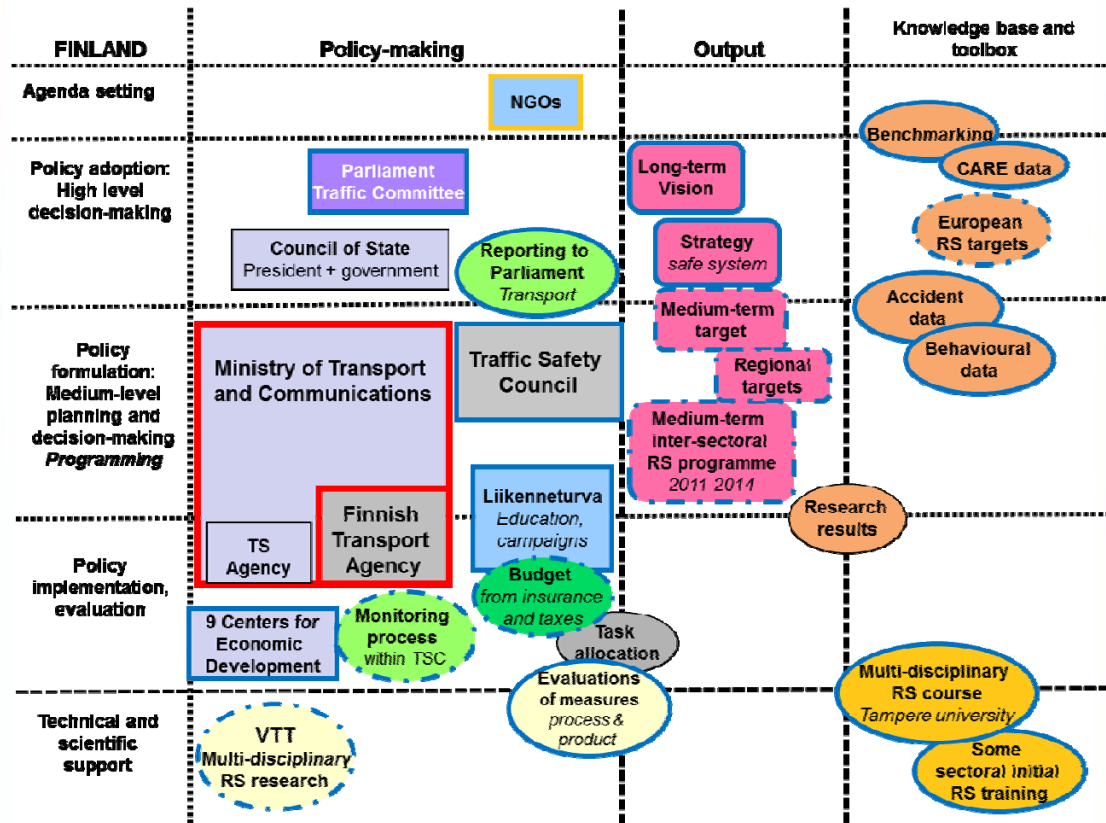 FINLAND
Policy-making
Output
Knowledge base and
toolbox
Agenda setting
NGOs
Benchmarking
CARE data
Policy adoption:
High level
decision-making
Parliament
Traffic Committee
Long-term
Vision
Council of State
President + government
Reporting to
Parliament
Transport
Strategy
safe system
European
RS targets
Policy
formulation:
Medium-level
planning and
decision-making
Programming
Ministry of Transport
and Communications
Traffic Safety
Council
Medium-term
target
Regional
targets
Medium-term
inter-sectoral
RS programme
2011 2014
Accident
data
Behavioural
data
Liikenneturva
Education,
campaigns
Research
results
Policy
implementation,
evaluation
TS
Agency
Finnish
Transport
Agency
Budget
from insurance
and taxes
9 Centers for
Economic
Development
Monitoring
process
within TSC
Task
allocation
Evaluations
of measures
process &
product
Multi-disciplinary
RS course
Tampere university
Technical and
scientific
support
VTT
Multi-disciplinary
RS research
Some
sectoral initial
RS training